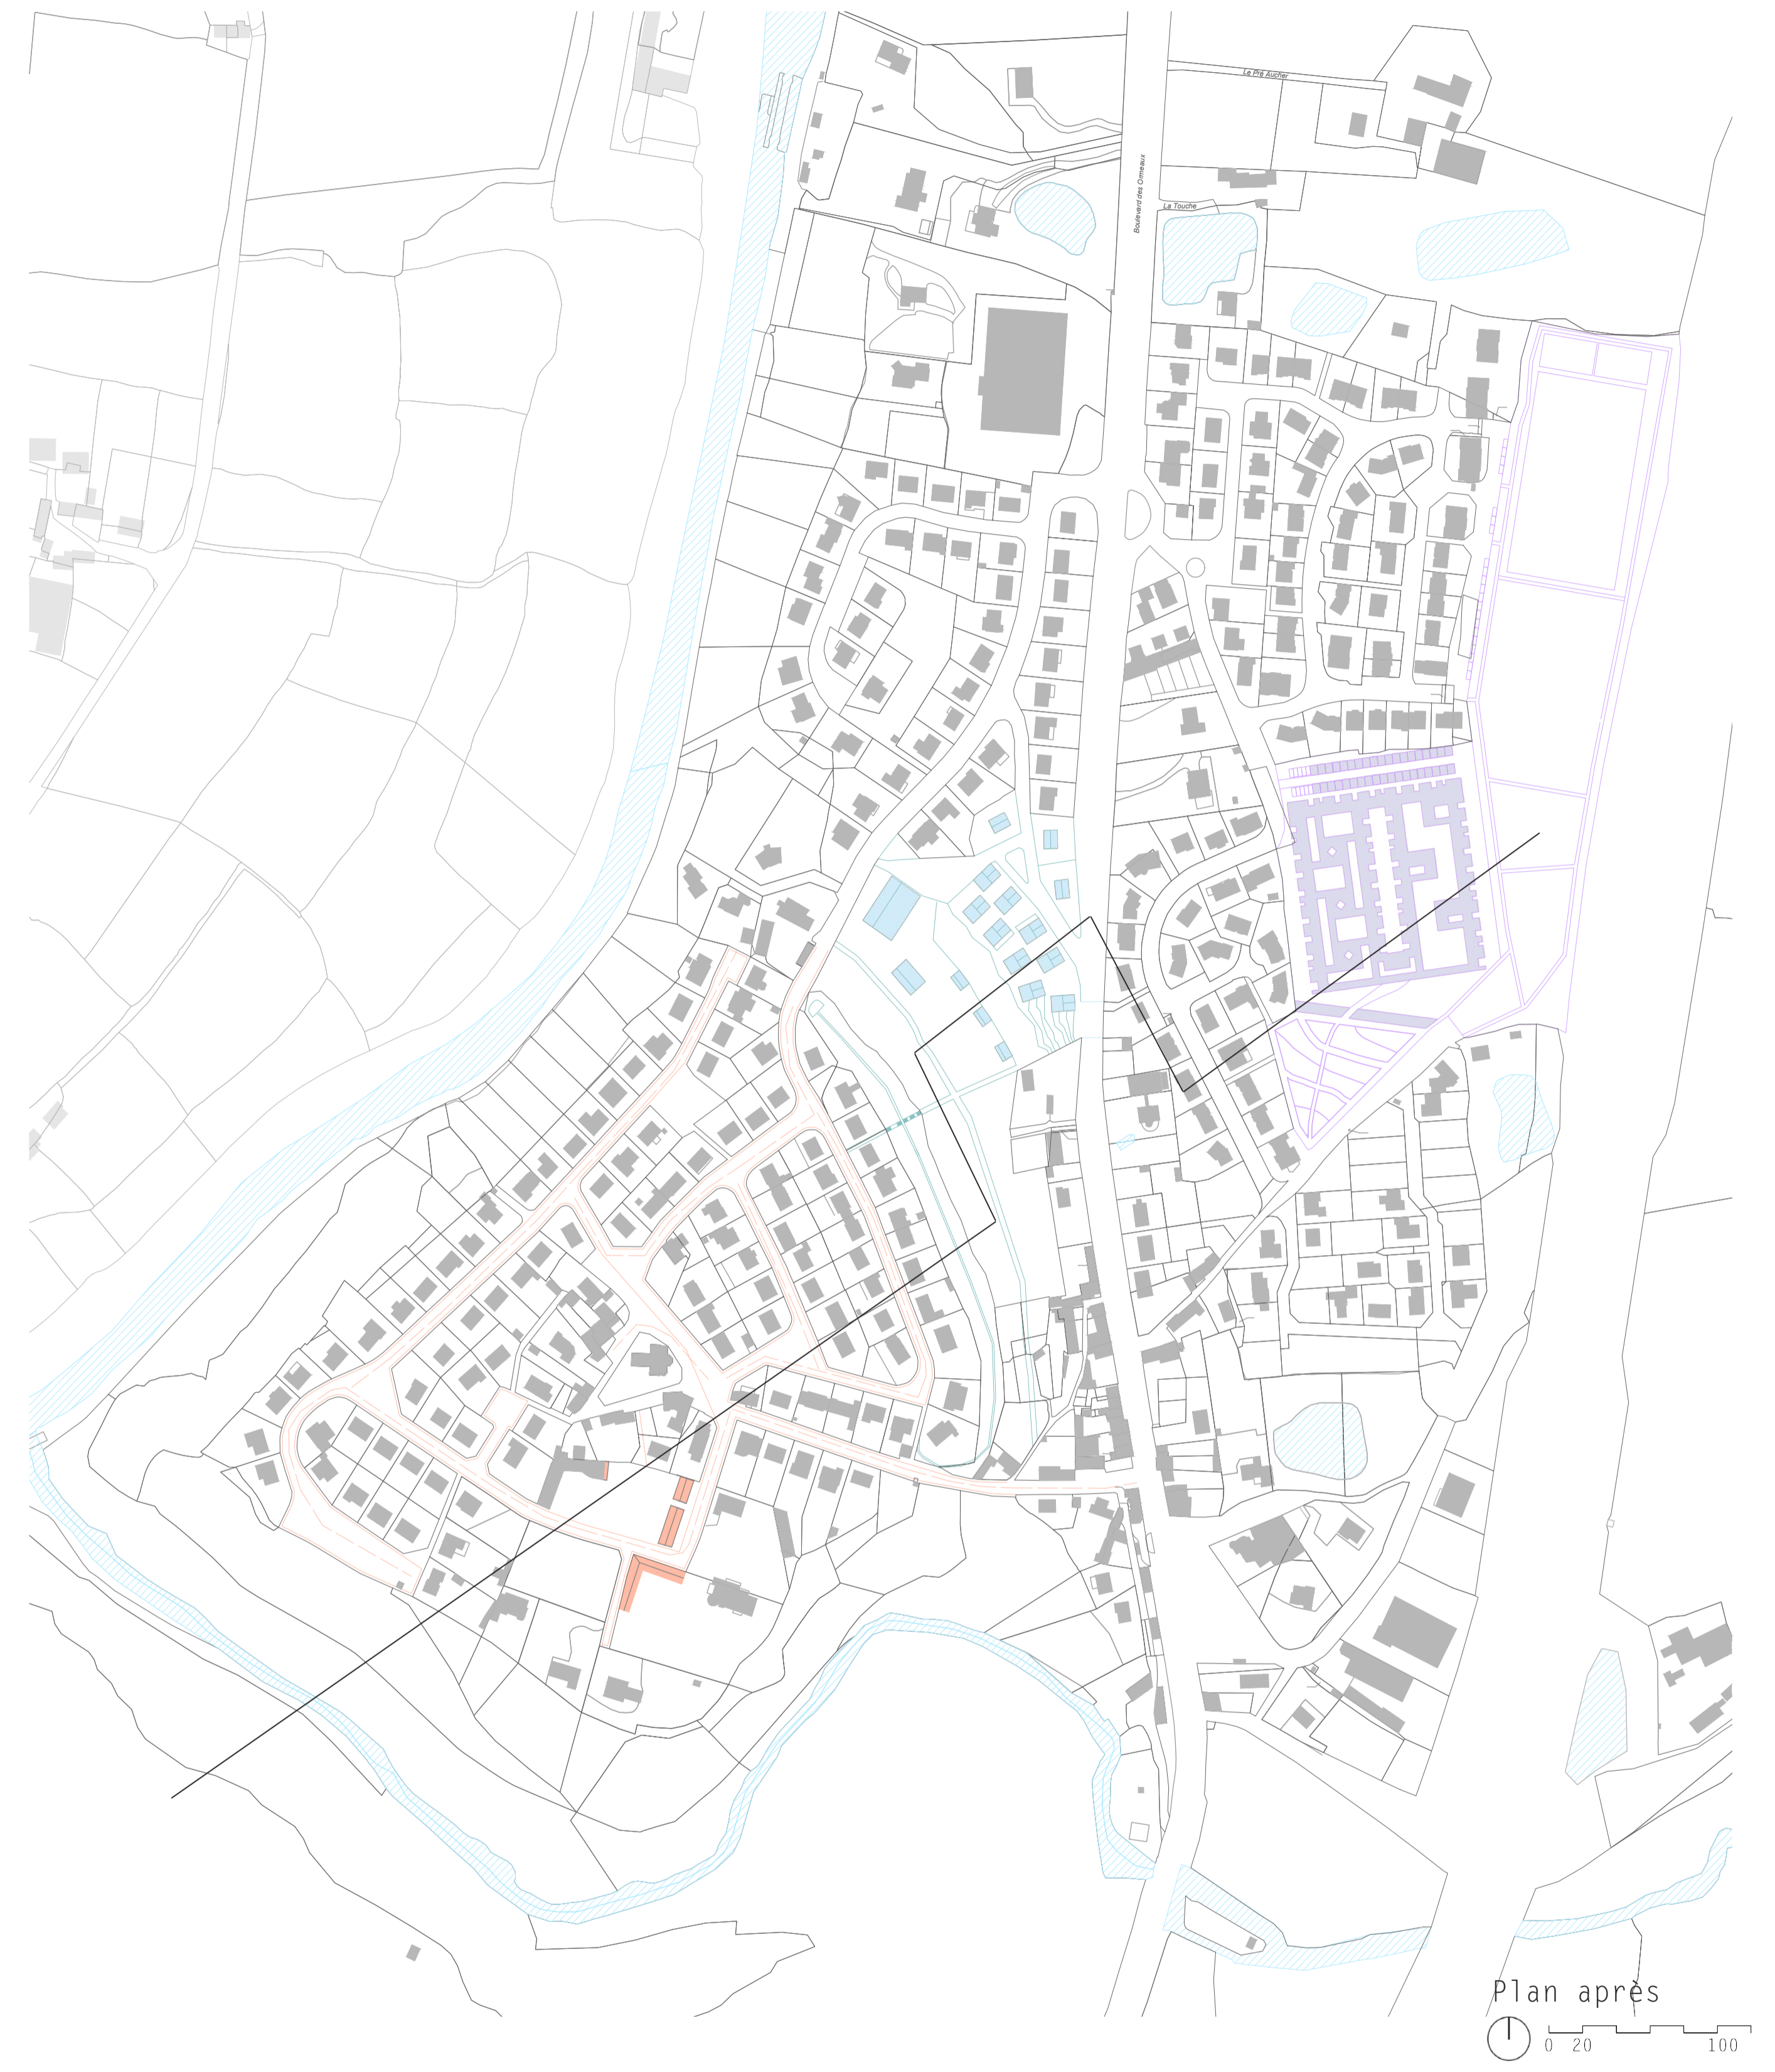 Le Pré Aucher
Boulevard des Ormeaux
La Touche
Plan après
0 20 100